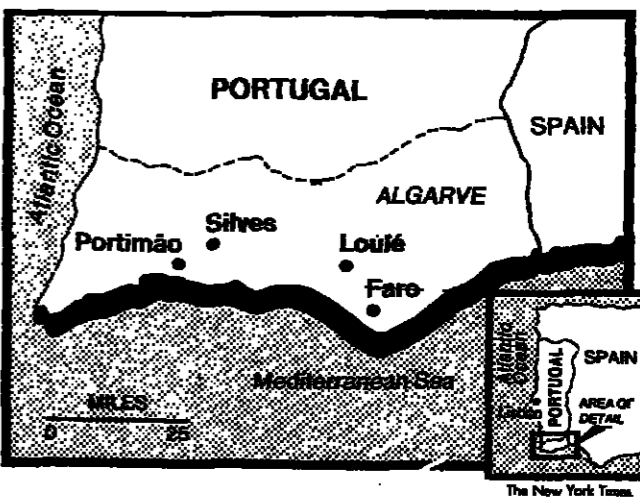 PORTUGAL
SPAIN
Atlantic Ocean
ALGARVE
Silves
Portimão
Loulé
Faro
Mediterranean Sea
MILES
0 25
Atlantic
Ocean
PORTUGAL
SPAIN
AREA OF
DETAIL
The New York Times